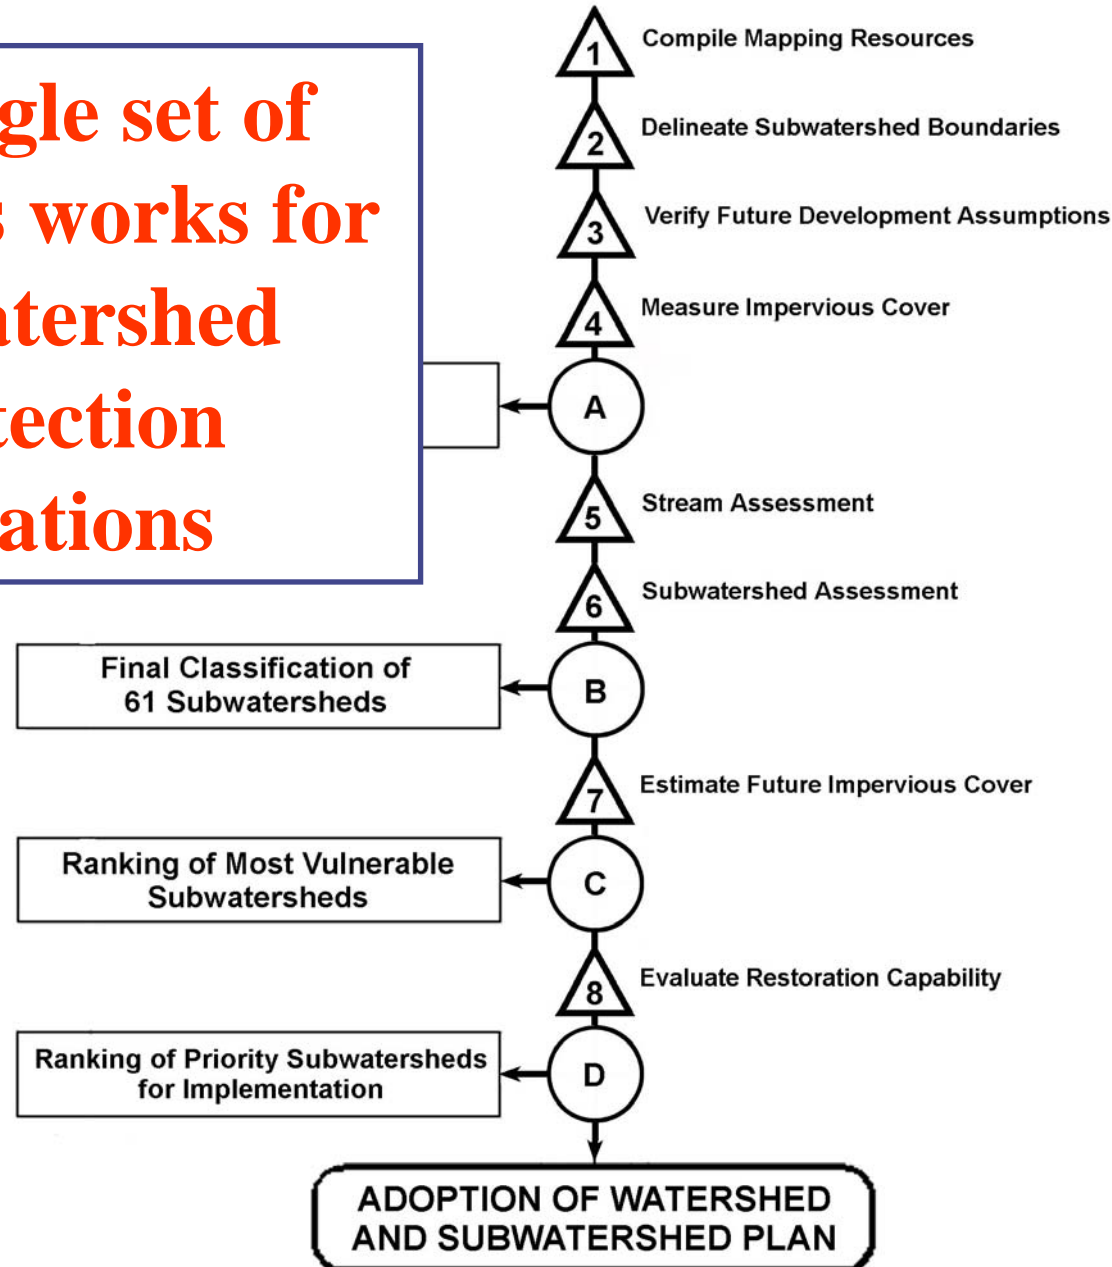 gle set of
works for
tershed
tection
ations
1
Compile Mapping Resources
2
Delineate Subwatershed Boundaries
3
Verify Future Development Assumptions
4
Measure Impervious Cover
A
5
Stream Assessment
6
Subwatershed Assessment
B
Final Classification of
61 Subwatersheds
7
Estimate Future Impervious Cover
C
Ranking of Most Vulnerable
Subwatersheds
8
Evaluate Restoration Capability
D
Ranking of Priority Subwatersheds
for Implementation
ADOPTION OF WATERSHED
AND SUBWATERSHED PLAN